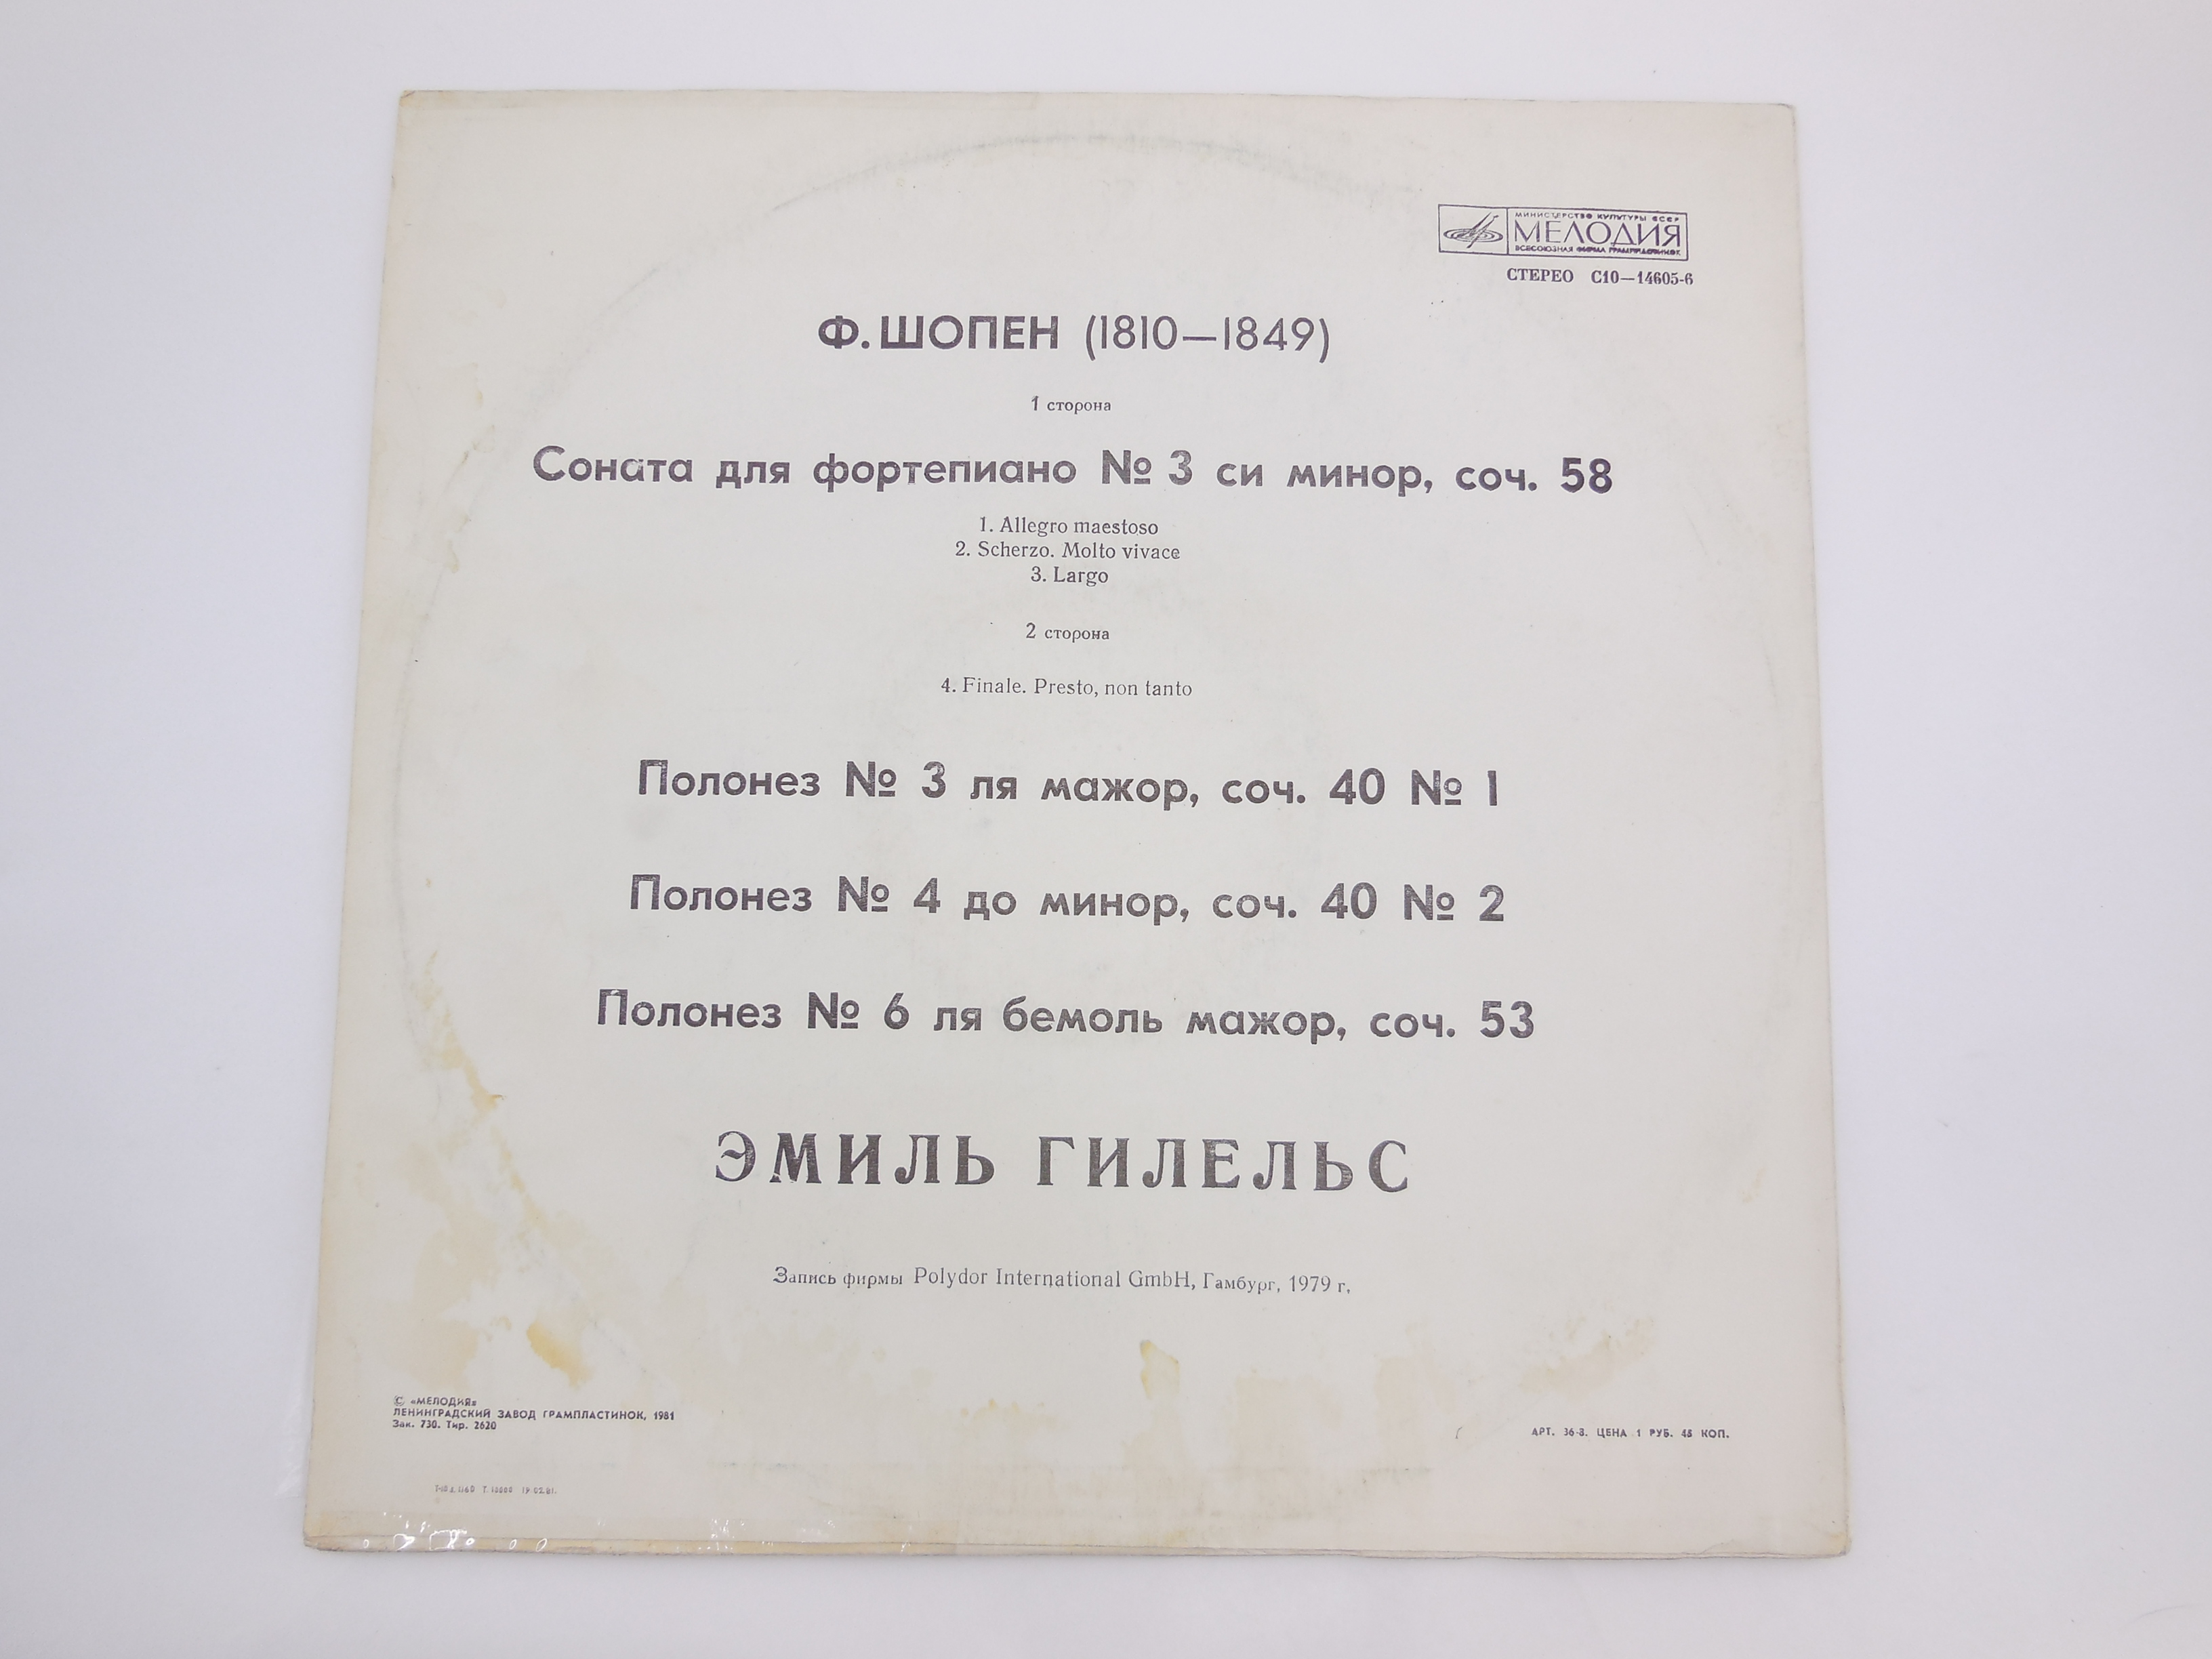 МИНИСТЕРСТВО КУЛЬТУРЫ СССР
МЕЛОДИЯ
ВСЕСОЮЗНАЯ ФИРМА ГРАМПЛАСТИНОК
СТЕРЕО С10—14605-6
Ф. ШОПЕН (1810—1849)
1 сторона
Соната для фортепиано № 3 си минор, соч. 58
1. Allegro maestoso
2. Scherzo. Molto vivace
3. Largo
2 сторона
4. Finale. Presto, non tanto
Полонез № 3 ля мажор, соч. 40 № 1
Полонез № 4 до минор, соч. 40 № 2
Полонез № 6 ля бемоль мажор, соч. 53
ЭМИЛЬ ГИЛЕЛЬС
Запись фирмы Polydor International GmbH, Гамбург, 1979 г.
© «МЕЛОДИЯ»
ЛЕНИНГРАДСКИЙ ЗАВОД ГРАМПЛАСТИНОК, 1981
Зак. 730. Тир. 2620
АРТ. 36-3. ЦЕНА 1 РУБ. 45 КОП.
Т. 10000 19.02.81.